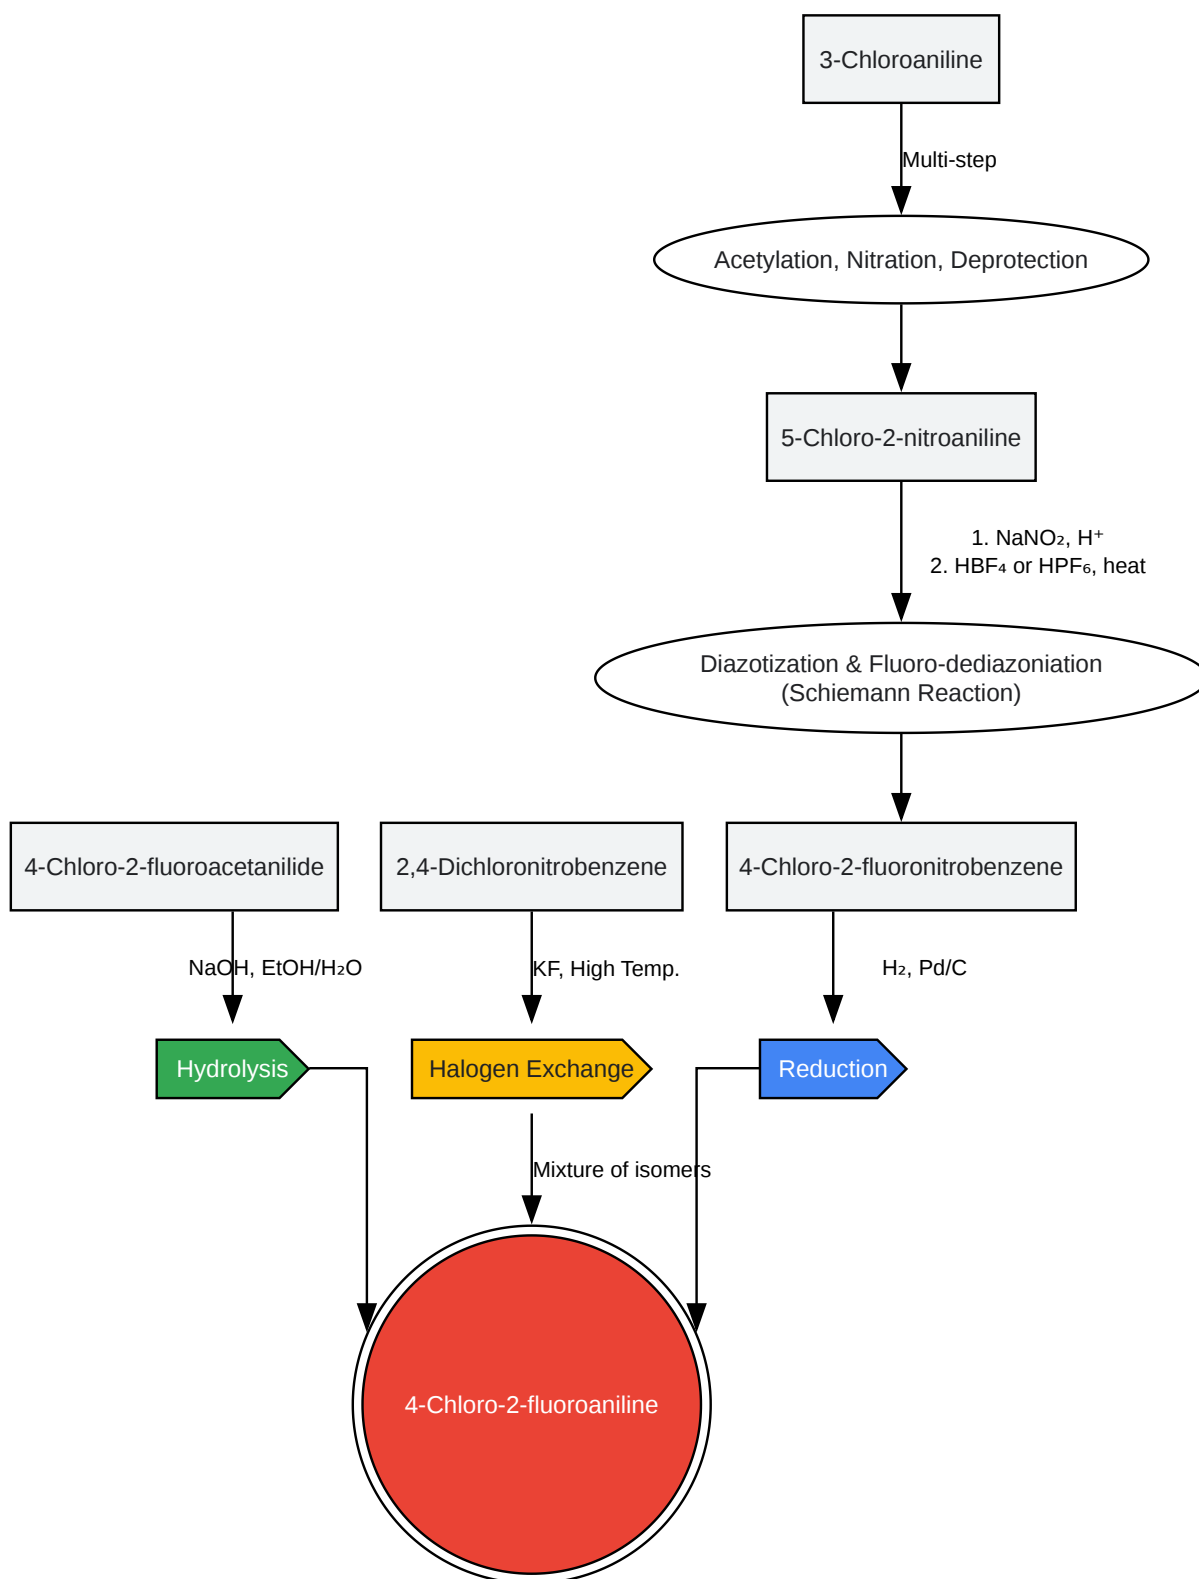 3-Chloroaniline
Multi-step
Acetylation, Nitration, Deprotection
5-Chloro-2-nitroaniline
1. NaNO₂, H⁺
2. HBF₄ or HPF₆, heat
Diazotization & Fluoro-dediazoniation
(Schiemann Reaction)
4-Chloro-2-fluoroacetanilide
2,4-Dichloronitrobenzene
4-Chloro-2-fluoronitrobenzene
NaOH, EtOH/H₂O
KF, High Temp.
H₂, Pd/C
Hydrolysis
Halogen Exchange
Reduction
Mixture of isomers
4-Chloro-2-fluoroaniline